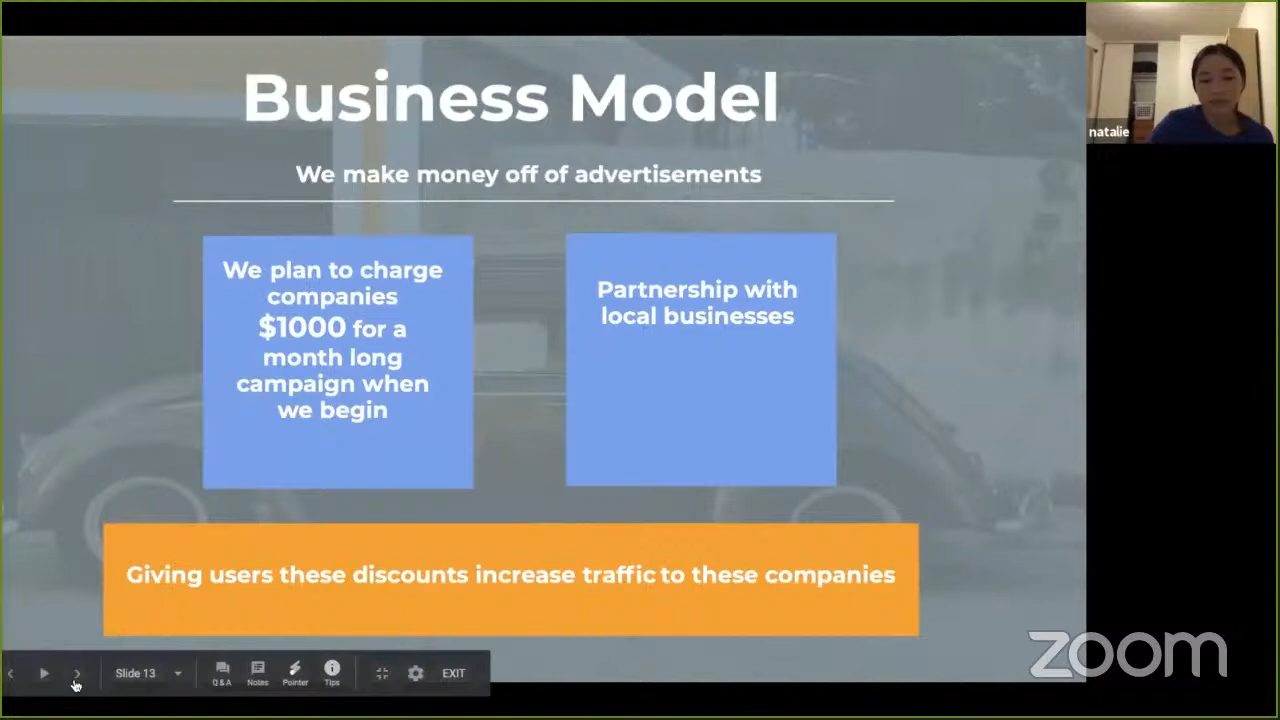 Business Model
We make money off of advertisements
We plan to charge
companies
$1000 for a
month long
campaign when
we begin
Partnership with
local businesses
Giving users these discounts increase traffic to these companies
natalie
Slide 13
Q & A
Notes
Pointer
Tips
EXIT
zoom